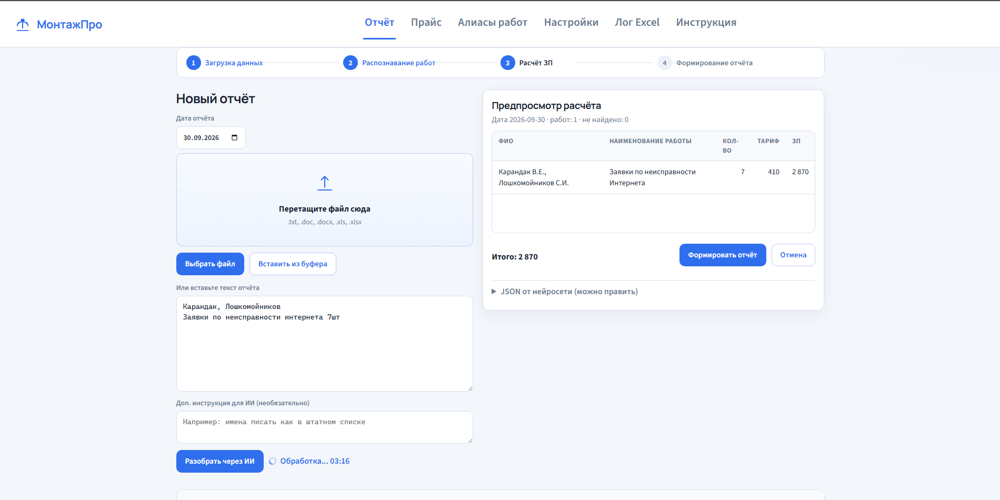 МонтажПро
Отчёт
Прайс
Алиасы работ
Настройки
Лог Excel
Инструкция
1 Загрузка данных
2 Распознавание работ
3 Расчёт ЗП
4 Формирование отчёта
Новый отчёт
Дата отчёта
30.09.2026
Перетащите файл сюда
.txt, .doc, .docx, .xls, .xlsx
Выбрать файл
Вставить из буфера
Или вставьте текст отчёта
Карандак, Лошкомойников
Заявки по неисправности интернета 7шт
Доп. инструкция для ИИ (необязательно)
Например: имена писать как в штатном списке
Разобрать через ИИ
Обработка... 03:16
Предпросмотр расчёта
Дата 2026-09-30 · работ: 1 · не найдено: 0
ФИО
НАИМЕНОВАНИЕ РАБОТЫ
КОЛ-
ВО
ТАРИФ
ЗП
Карандак В.Е.,
Лошкомойников С.И.
Заявки по неисправности
Интернета
7
410
2 870
Итого: 2 870
Формировать отчёт
Отмена
JSON от нейросети (можно править)